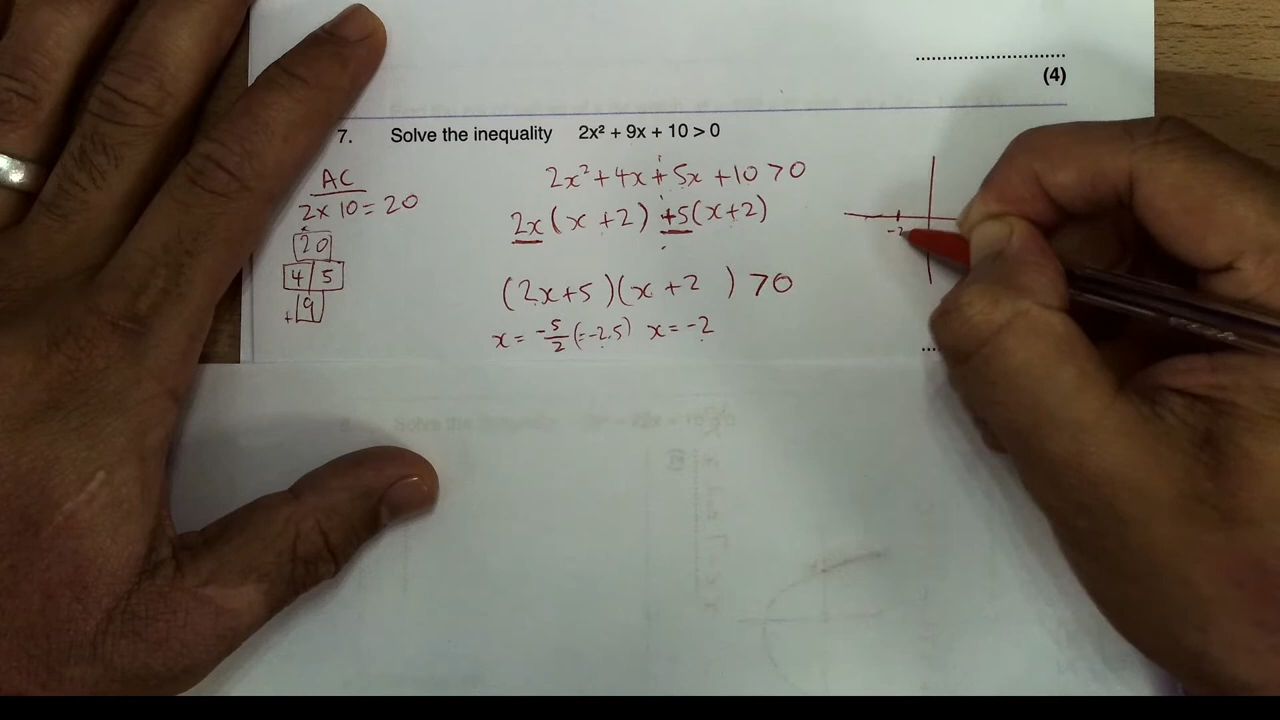 (4)
7. Solve the inequality 2x² + 9x + 10 > 0
AC
2 x 10 = 20
20
4 5
+ 9
2x² + 4x + 5x + 10 > 0
2x(x + 2) +5(x+2)
(2x+5)(x + 2) > 0
x = -5/2 (=-2.5) x = -2
-2